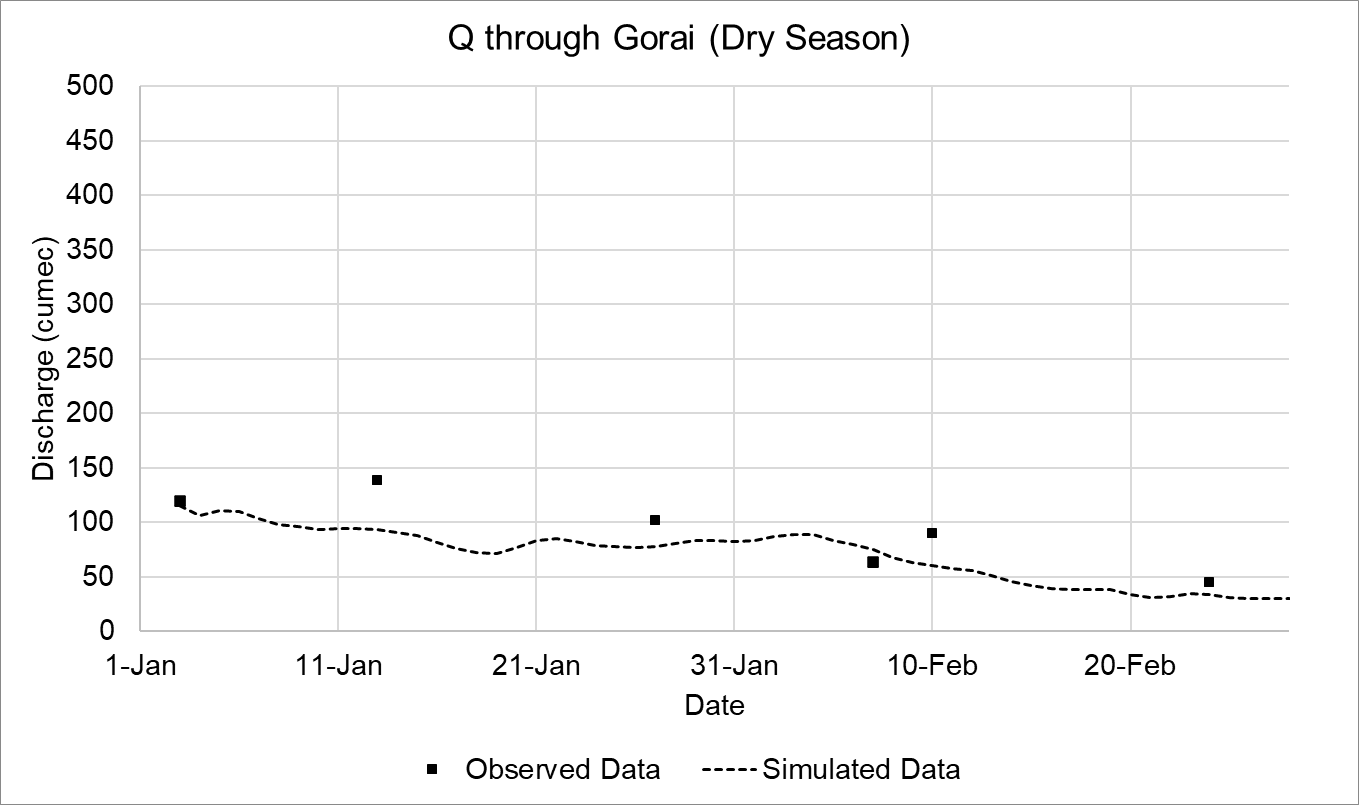 Q through Gorai (Dry Season)
500
450
400
350
300
250
200
150
100
50
0
Discharge (cumec)
1-Jan 11-Jan 21-Jan 31-Jan 10-Feb 20-Feb
Date
Observed Data Simulated Data